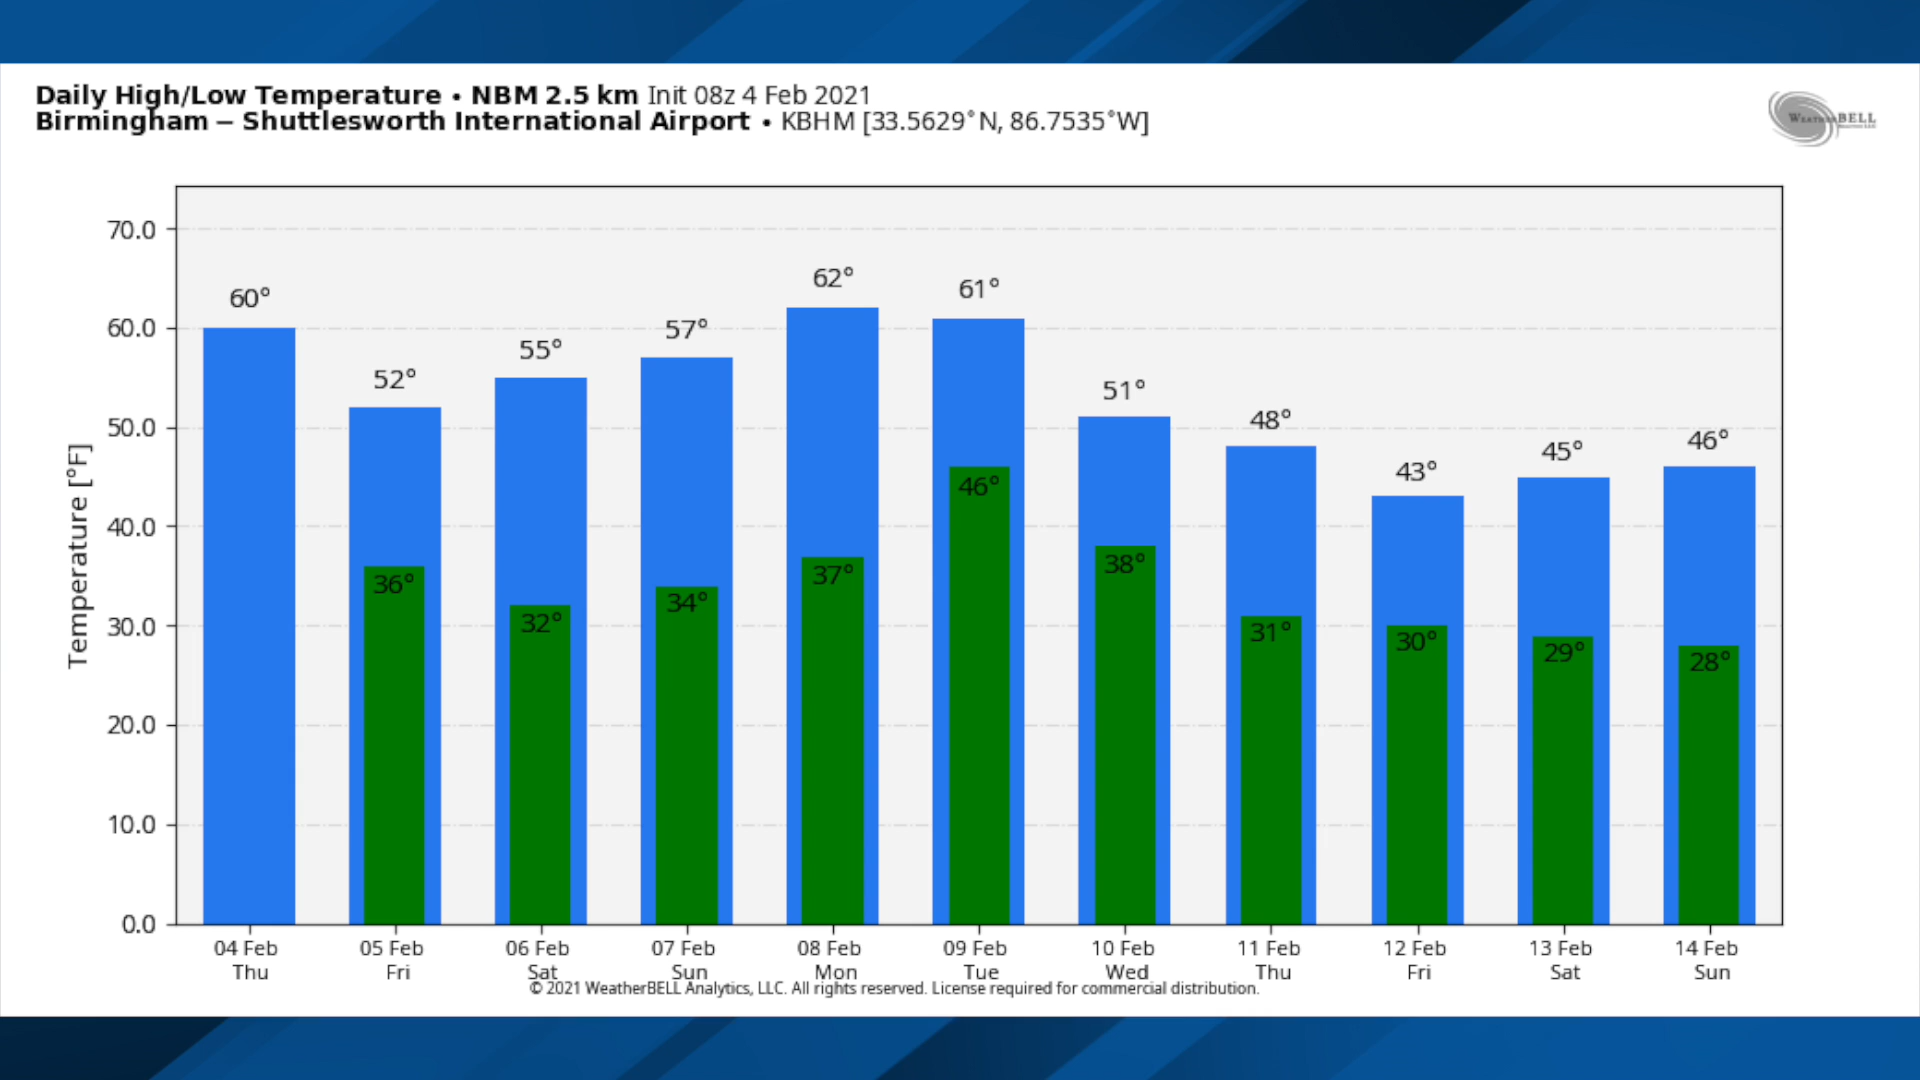 Daily High/Low Temperature • NBM 2.5 km Init 08z 4 Feb 2021
Birmingham – Shuttlesworth International Airport • KBHM [33.5629°N, 86.7535°W]
WEATHERBELL
Temperature [°F]
70.0
60.0
50.0
40.0
30.0
20.0
10.0
0.0
60° 52° 55° 57° 62° 61° 51° 48° 43° 45° 46°
36° 32° 34° 37° 46° 38° 31° 30° 29° 28°
04 Feb 05 Feb 06 Feb 07 Feb 08 Feb 09 Feb 10 Feb 11 Feb 12 Feb 13 Feb 14 Feb
Thu Fri Sat Sun Mon Tue Wed Thu Fri Sat Sun
© 2021 WeatherBELL Analytics, LLC. All rights reserved. License required for commercial distribution.